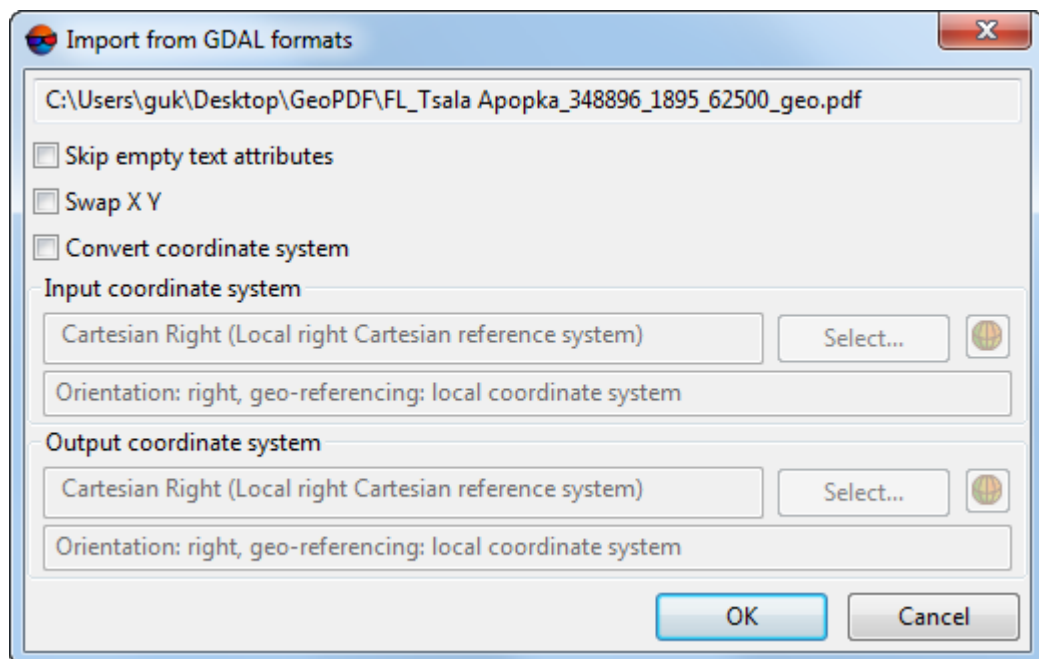 Import from GDAL formats
C:\Users\guk\Desktop\GeoPDF\FL_Tsala Apopka_348896_1895_62500_geo.pdf
Skip empty text attributes
Swap X Y
Convert coordinate system
Input coordinate system
Cartesian Right (Local right Cartesian reference system) Select...
Orientation: right, geo-referencing: local coordinate system
Output coordinate system
Cartesian Right (Local right Cartesian reference system) Select...
Orientation: right, geo-referencing: local coordinate system
OK Cancel